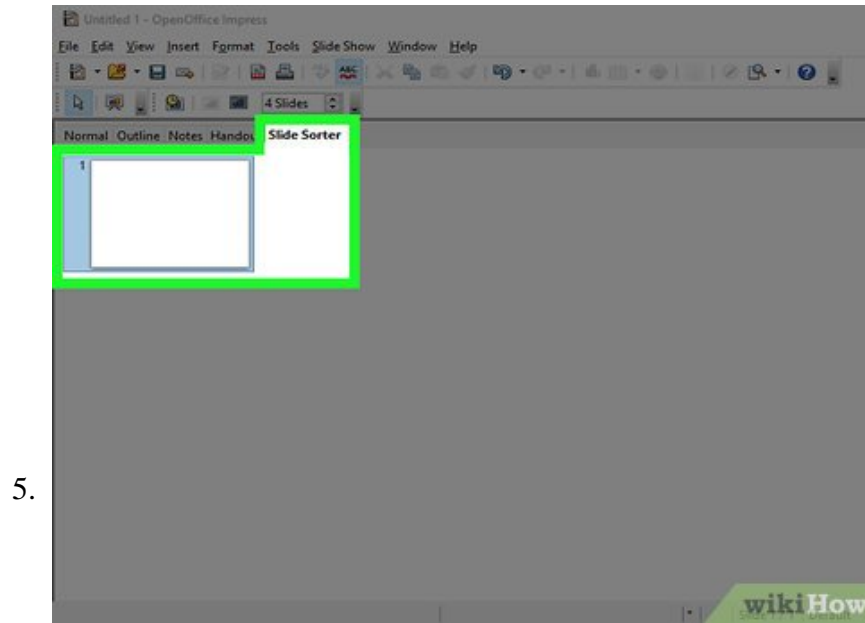 Untitled 1 - OpenOffice Impress
File Edit View Insert Format Tools Slide Show Window Help
ABC
4 Slides
Normal Outline Notes Handou Slide Sorter
1
5.
wikiHow